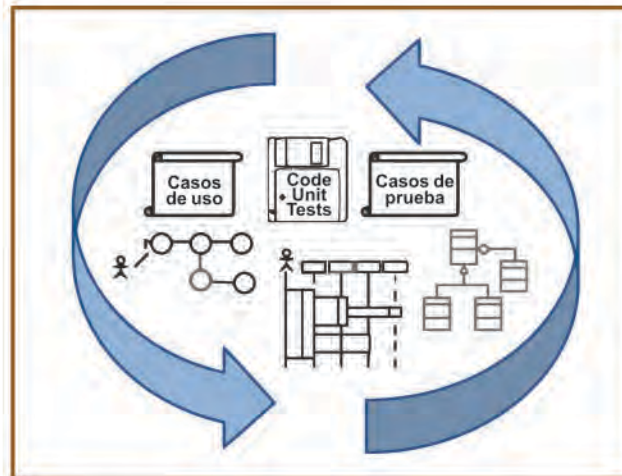 Casos
de uso
Code
+ Unit
Tests
Casos de
prueba